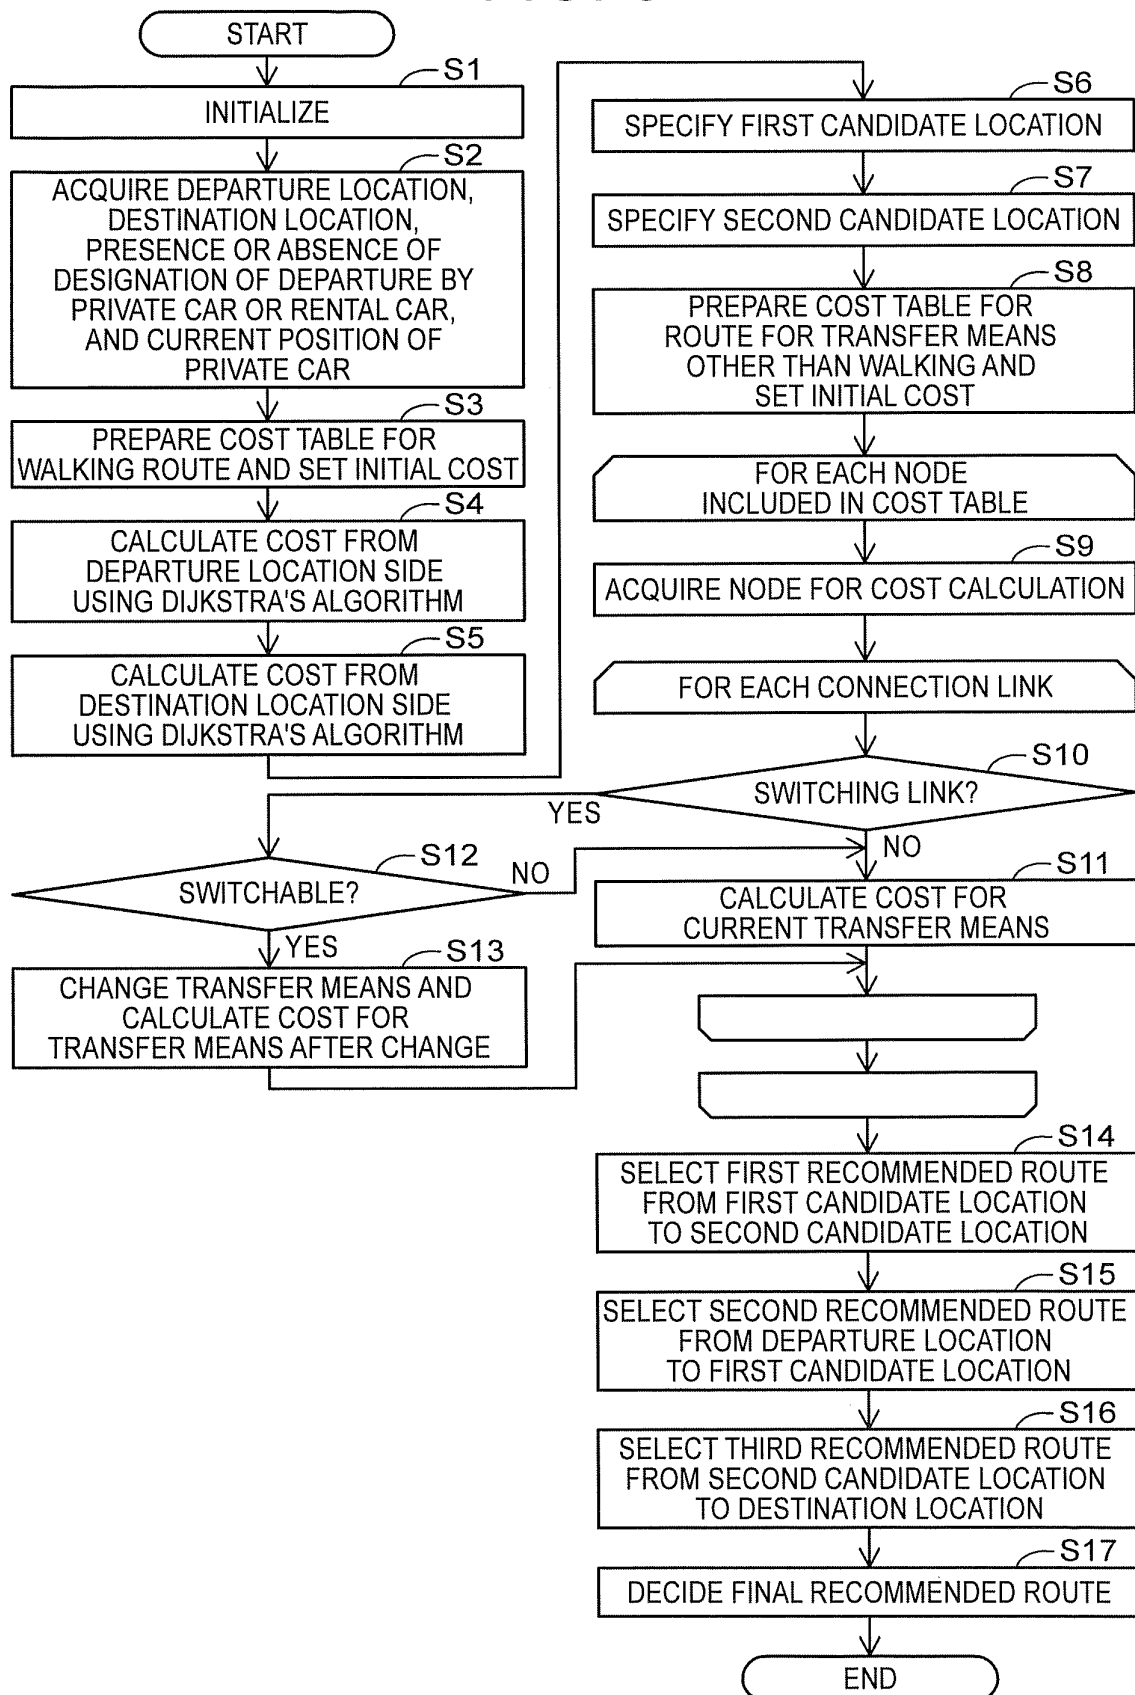 START
S1
INITIALIZE
S2
ACQUIRE DEPARTURE LOCATION,
DESTINATION LOCATION,
PRESENCE OR ABSENCE OF
DESIGNATION OF DEPARTURE BY
PRIVATE CAR OR RENTAL CAR,
AND CURRENT POSITION OF
PRIVATE CAR
S3
PREPARE COST TABLE FOR
WALKING ROUTE AND SET INITIAL COST
S4
CALCULATE COST FROM
DEPARTURE LOCATION SIDE
USING DIJKSTRA'S ALGORITHM
S5
CALCULATE COST FROM
DESTINATION LOCATION SIDE
USING DIJKSTRA'S ALGORITHM
S6
SPECIFY FIRST CANDIDATE LOCATION
S7
SPECIFY SECOND CANDIDATE LOCATION
S8
PREPARE COST TABLE FOR
ROUTE FOR TRANSFER MEANS
OTHER THAN WALKING AND
SET INITIAL COST
FOR EACH NODE
INCLUDED IN COST TABLE
S9
ACQUIRE NODE FOR COST CALCULATION
FOR EACH CONNECTION LINK
S10
SWITCHING LINK?
YES
NO
S12
SWITCHABLE?
NO
YES
S11
CALCULATE COST FOR
CURRENT TRANSFER MEANS
S13
CHANGE TRANSFER MEANS AND
CALCULATE COST FOR
TRANSFER MEANS AFTER CHANGE
S14
SELECT FIRST RECOMMENDED ROUTE
FROM FIRST CANDIDATE LOCATION
TO SECOND CANDIDATE LOCATION
S15
SELECT SECOND RECOMMENDED ROUTE
FROM DEPARTURE LOCATION
TO FIRST CANDIDATE LOCATION
S16
SELECT THIRD RECOMMENDED ROUTE
FROM SECOND CANDIDATE LOCATION
TO DESTINATION LOCATION
S17
DECIDE FINAL RECOMMENDED ROUTE
END